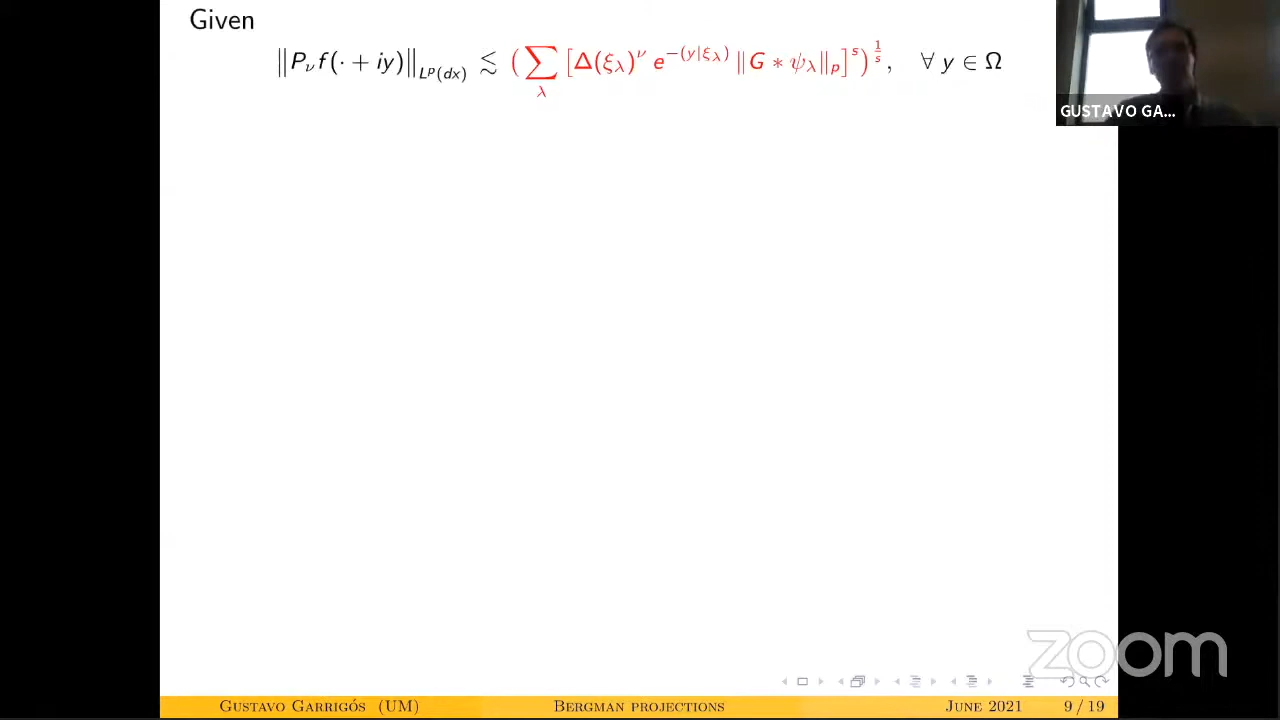 Given
‖P_ν f(· + iy)‖_{L^p(dx)} ≲ ( ∑_λ [Δ(ξ_λ)^ν e^{−(y|ξ_λ)} ‖G ∗ ψ_λ‖_p]^s )^{1/s}, ∀ y ∈ Ω
GUSTAVO GA...
zoom
GUSTAVO GARRIGÓS (UM) BERGMAN PROJECTIONS JUNE 2021 9 / 19